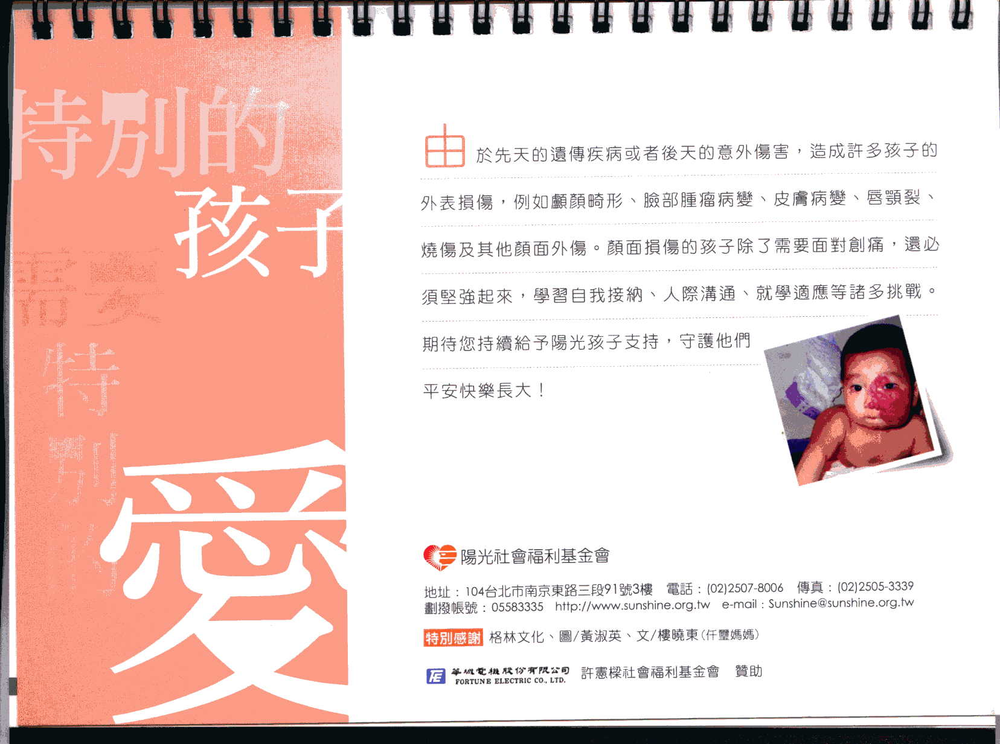 特別的
孩子
需要
特
別
的
愛
由於先天的遺傳疾病或者後天的意外傷害，造成許多孩子的
外表損傷，例如顱顏畸形、臉部腫瘤病變、皮膚病變、唇顎裂、
燒傷及其他顏面外傷。顏面損傷的孩子除了需要面對創痛，還必
須堅強起來，學習自我接納、人際溝通、就學適應等諸多挑戰。
期待您持續給予陽光孩子支持，守護他們
平安快樂長大！
陽光社會福利基金會
地址：104台北市南京東路三段91號3樓 電話：(02)2507-8006 傳真：(02)2505-3339
劃撥帳號：05583335 http://www.sunshine.org.tw e-mail：Sunshine@sunshine.org.tw
特別感謝 格林文化、圖/黃淑英、文/樓曉東(仟璽媽媽)
華城電機股份有限公司 許憲樑社會福利基金會 贊助
FORTUNE ELECTRIC CO., LTD.